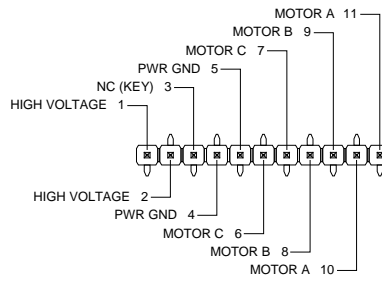 MOTOR A 11
MOTOR B 9
MOTOR C 7
PWR GND 5
NC (KEY) 3
HIGH VOLTAGE 1
HIGH VOLTAGE 2
PWR GND 4
MOTOR C 6
MOTOR B 8
MOTOR A 10